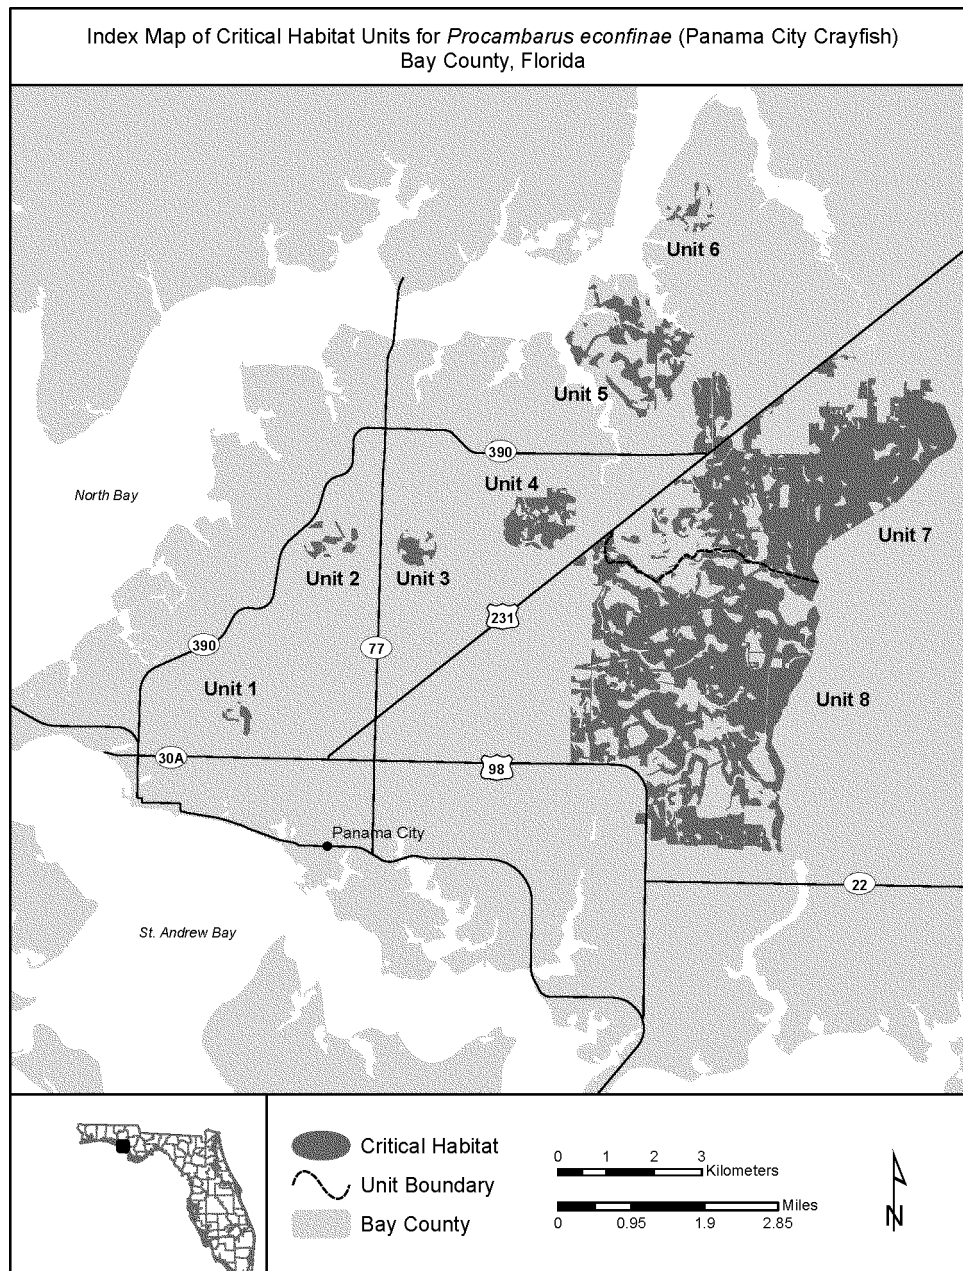 Index Map of Critical Habitat Units for Procambarus econfinae (Panama City Crayfish)
Bay County, Florida
Unit 6
Unit 5
390
Unit 4
North Bay
Unit 7
Unit 2
Unit 3
231
390
77
Unit 1
Unit 8
30A
98
Panama City
22
St. Andrew Bay
Critical Habitat
Unit Boundary
Bay County
0 1 2 3
Kilometers
Miles
0 0.95 1.9 2.85
N